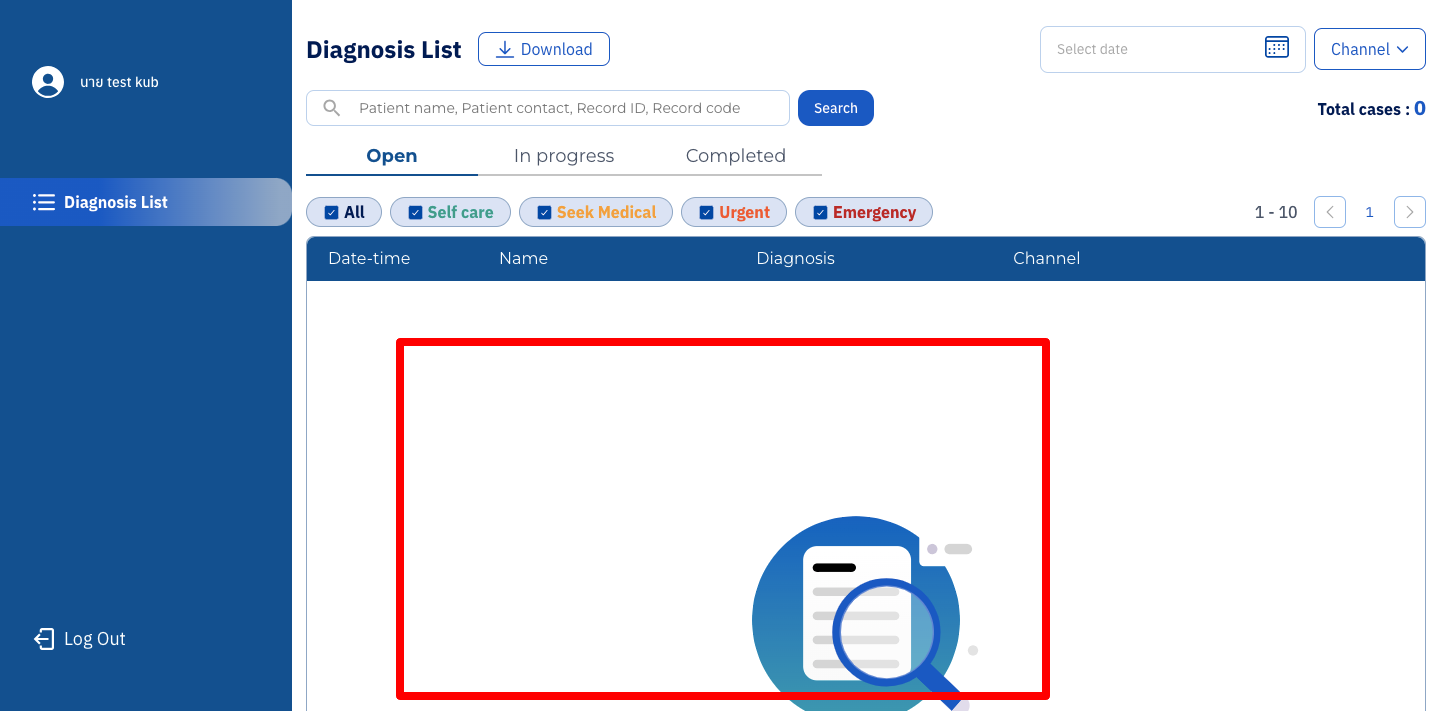 นาย test kub
Diagnosis List
Log Out
Diagnosis List
Download
Select date
Channel
Patient name, Patient contact, Record ID, Record code
Search
Total cases : 0
Open
In progress
Completed
All
Self care
Seek Medical
Urgent
Emergency
1 - 10
1
Date-time
Name
Diagnosis
Channel